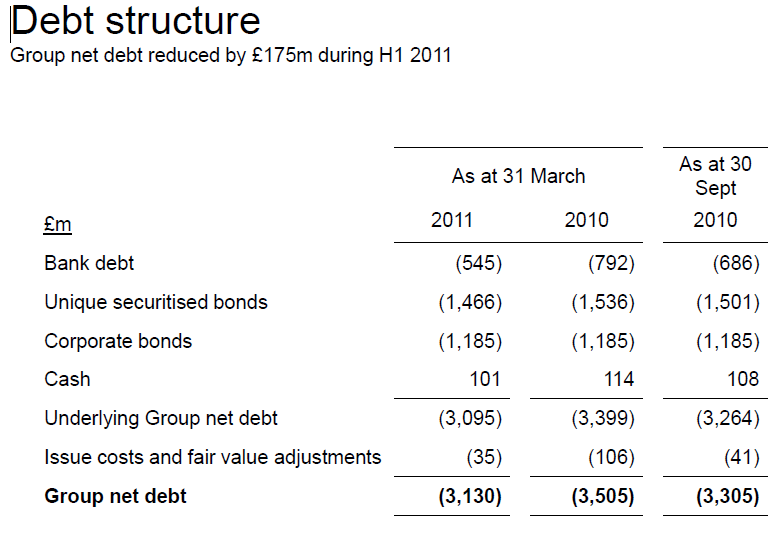 Debt structure
Group net debt reduced by £175m during H1 2011
As at 31 March
As at 30
Sept
£m 2011 2010 2010
Bank debt (545) (792) (686)
Unique securitised bonds (1,466) (1,536) (1,501)
Corporate bonds (1,185) (1,185) (1,185)
Cash 101 114 108
Underlying Group net debt (3,095) (3,399) (3,264)
Issue costs and fair value adjustments (35) (106) (41)
Group net debt (3,130) (3,505) (3,305)